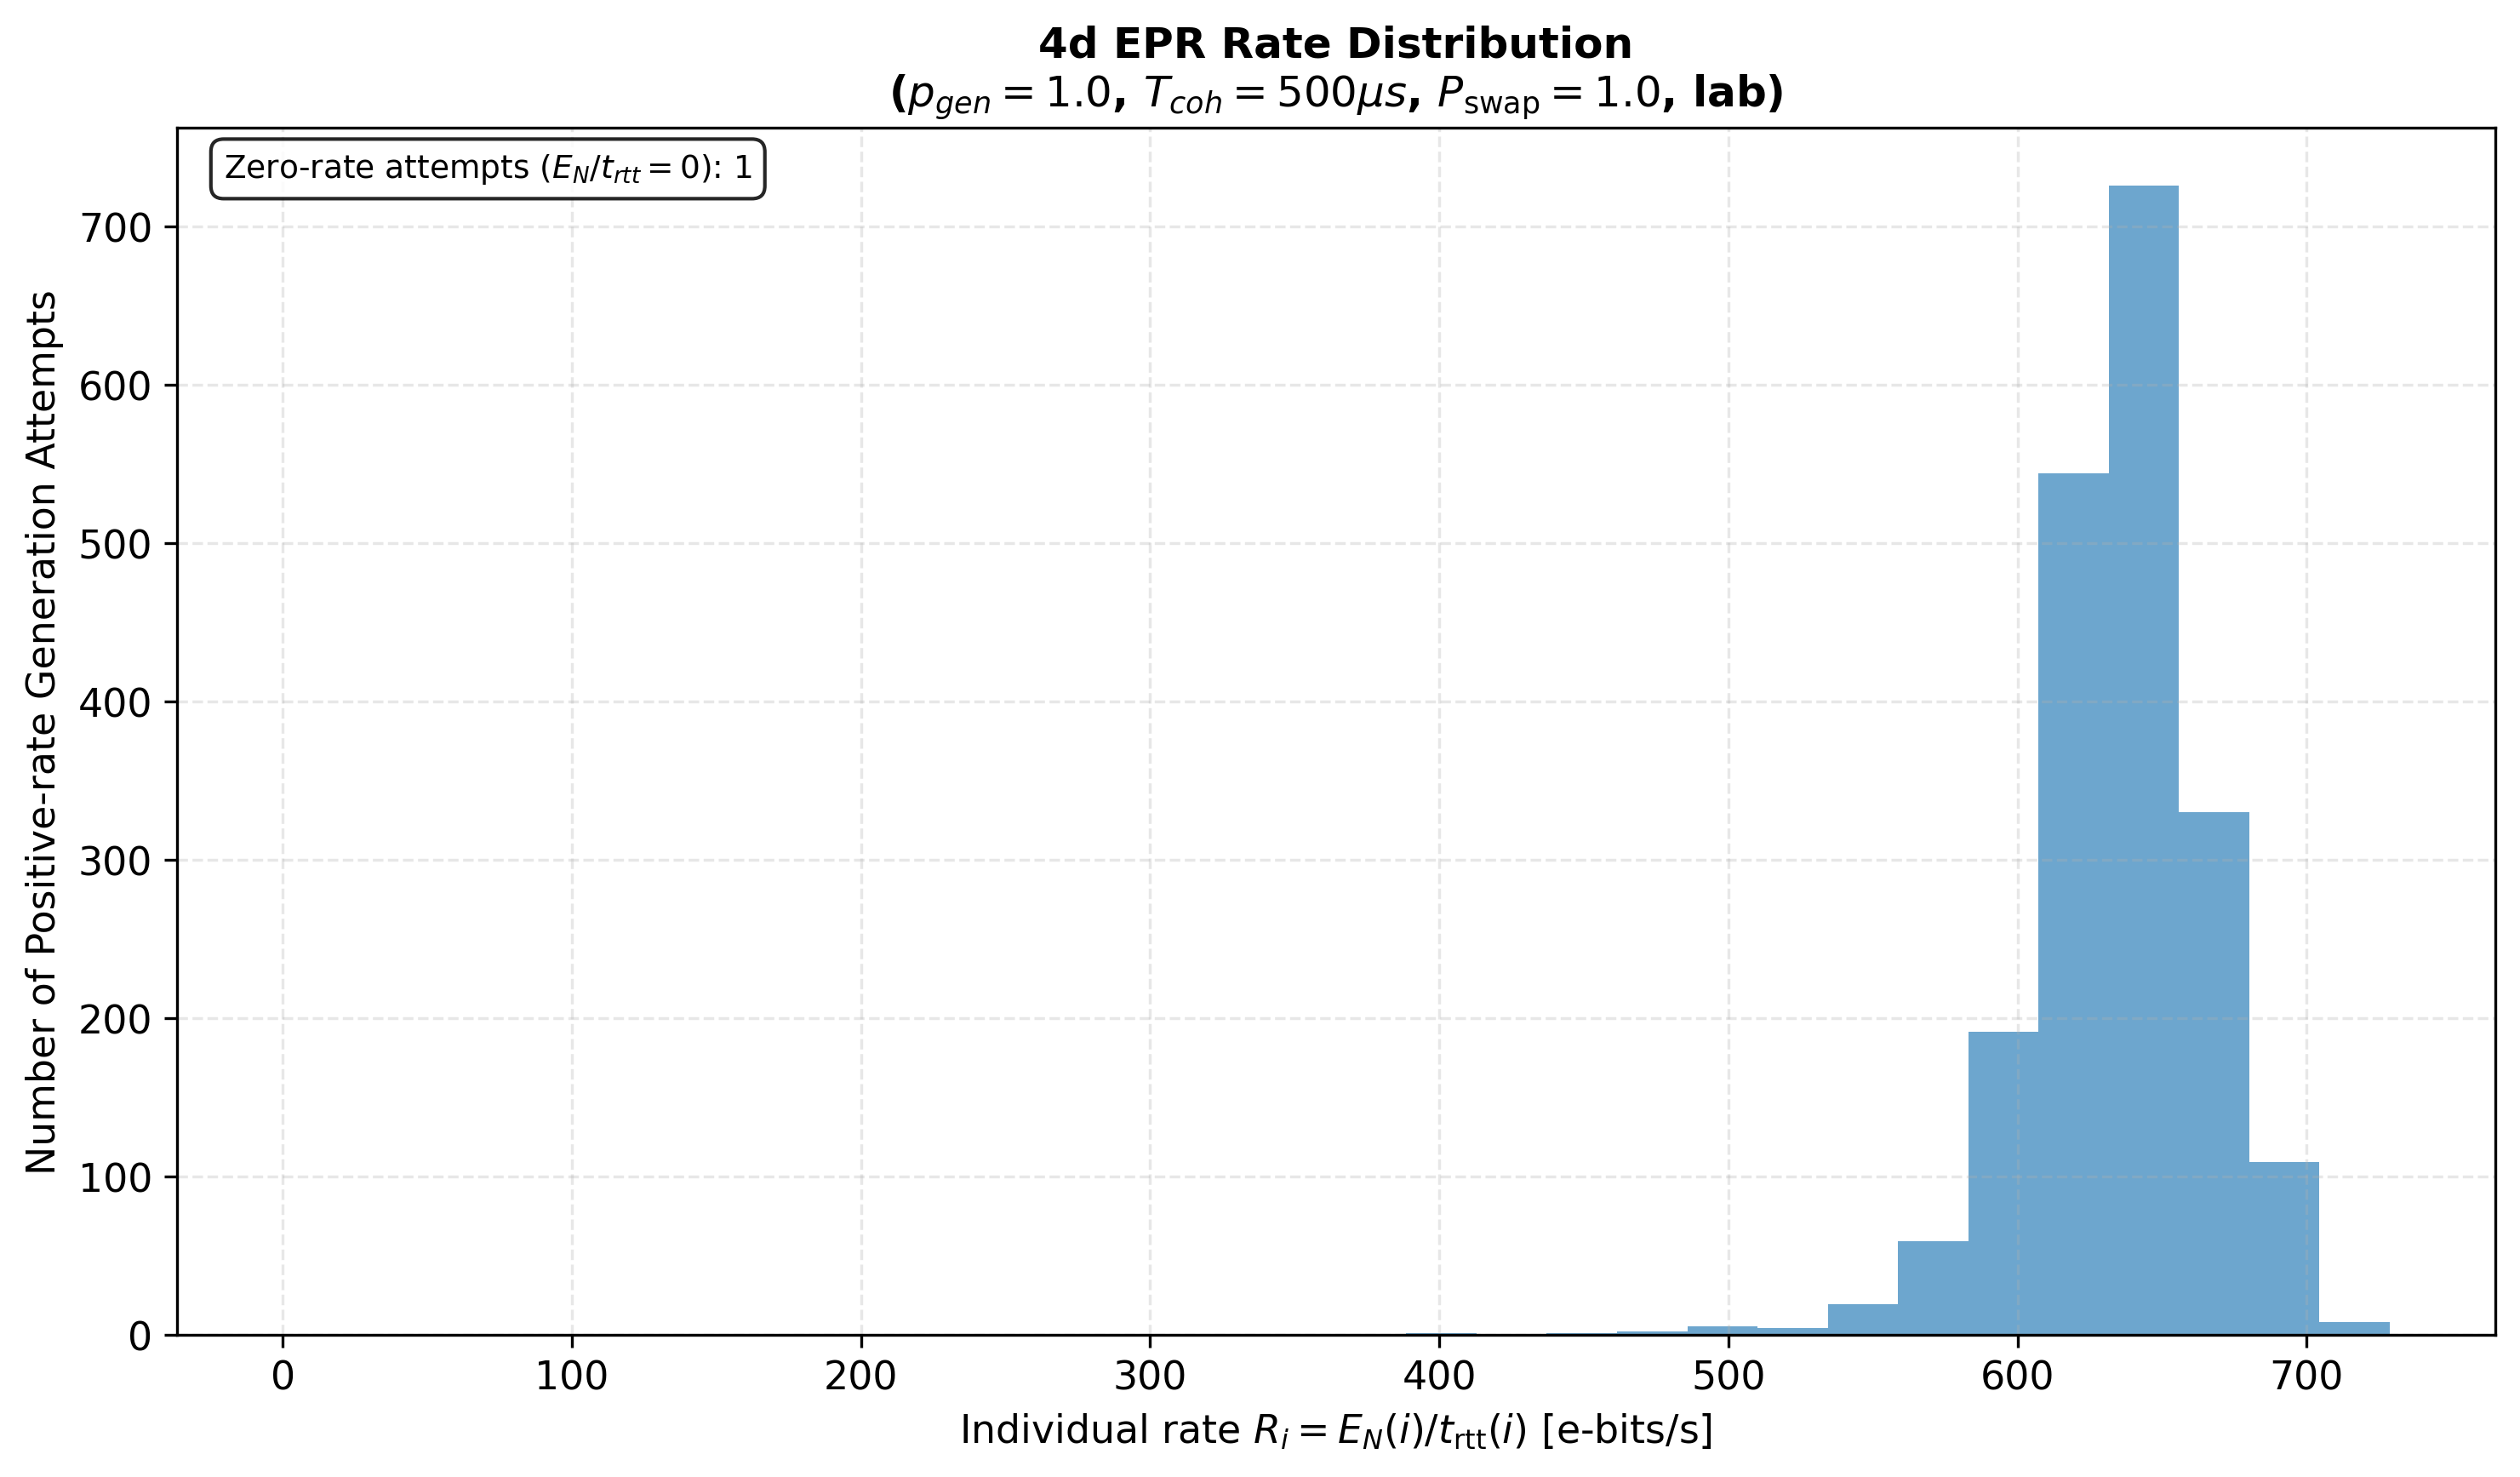 4d EPR Rate Distribution
(p_gen = 1.0, T_coh = 500μs, P_swap = 1.0, lab)
Zero-rate attempts (E_N/t_rtt = 0): 1
Number of Positive-rate Generation Attempts
700
600
500
400
300
200
100
0
0 100 200 300 400 500 600 700
Individual rate R_i = E_N(i)/t_rtt(i) [e-bits/s]